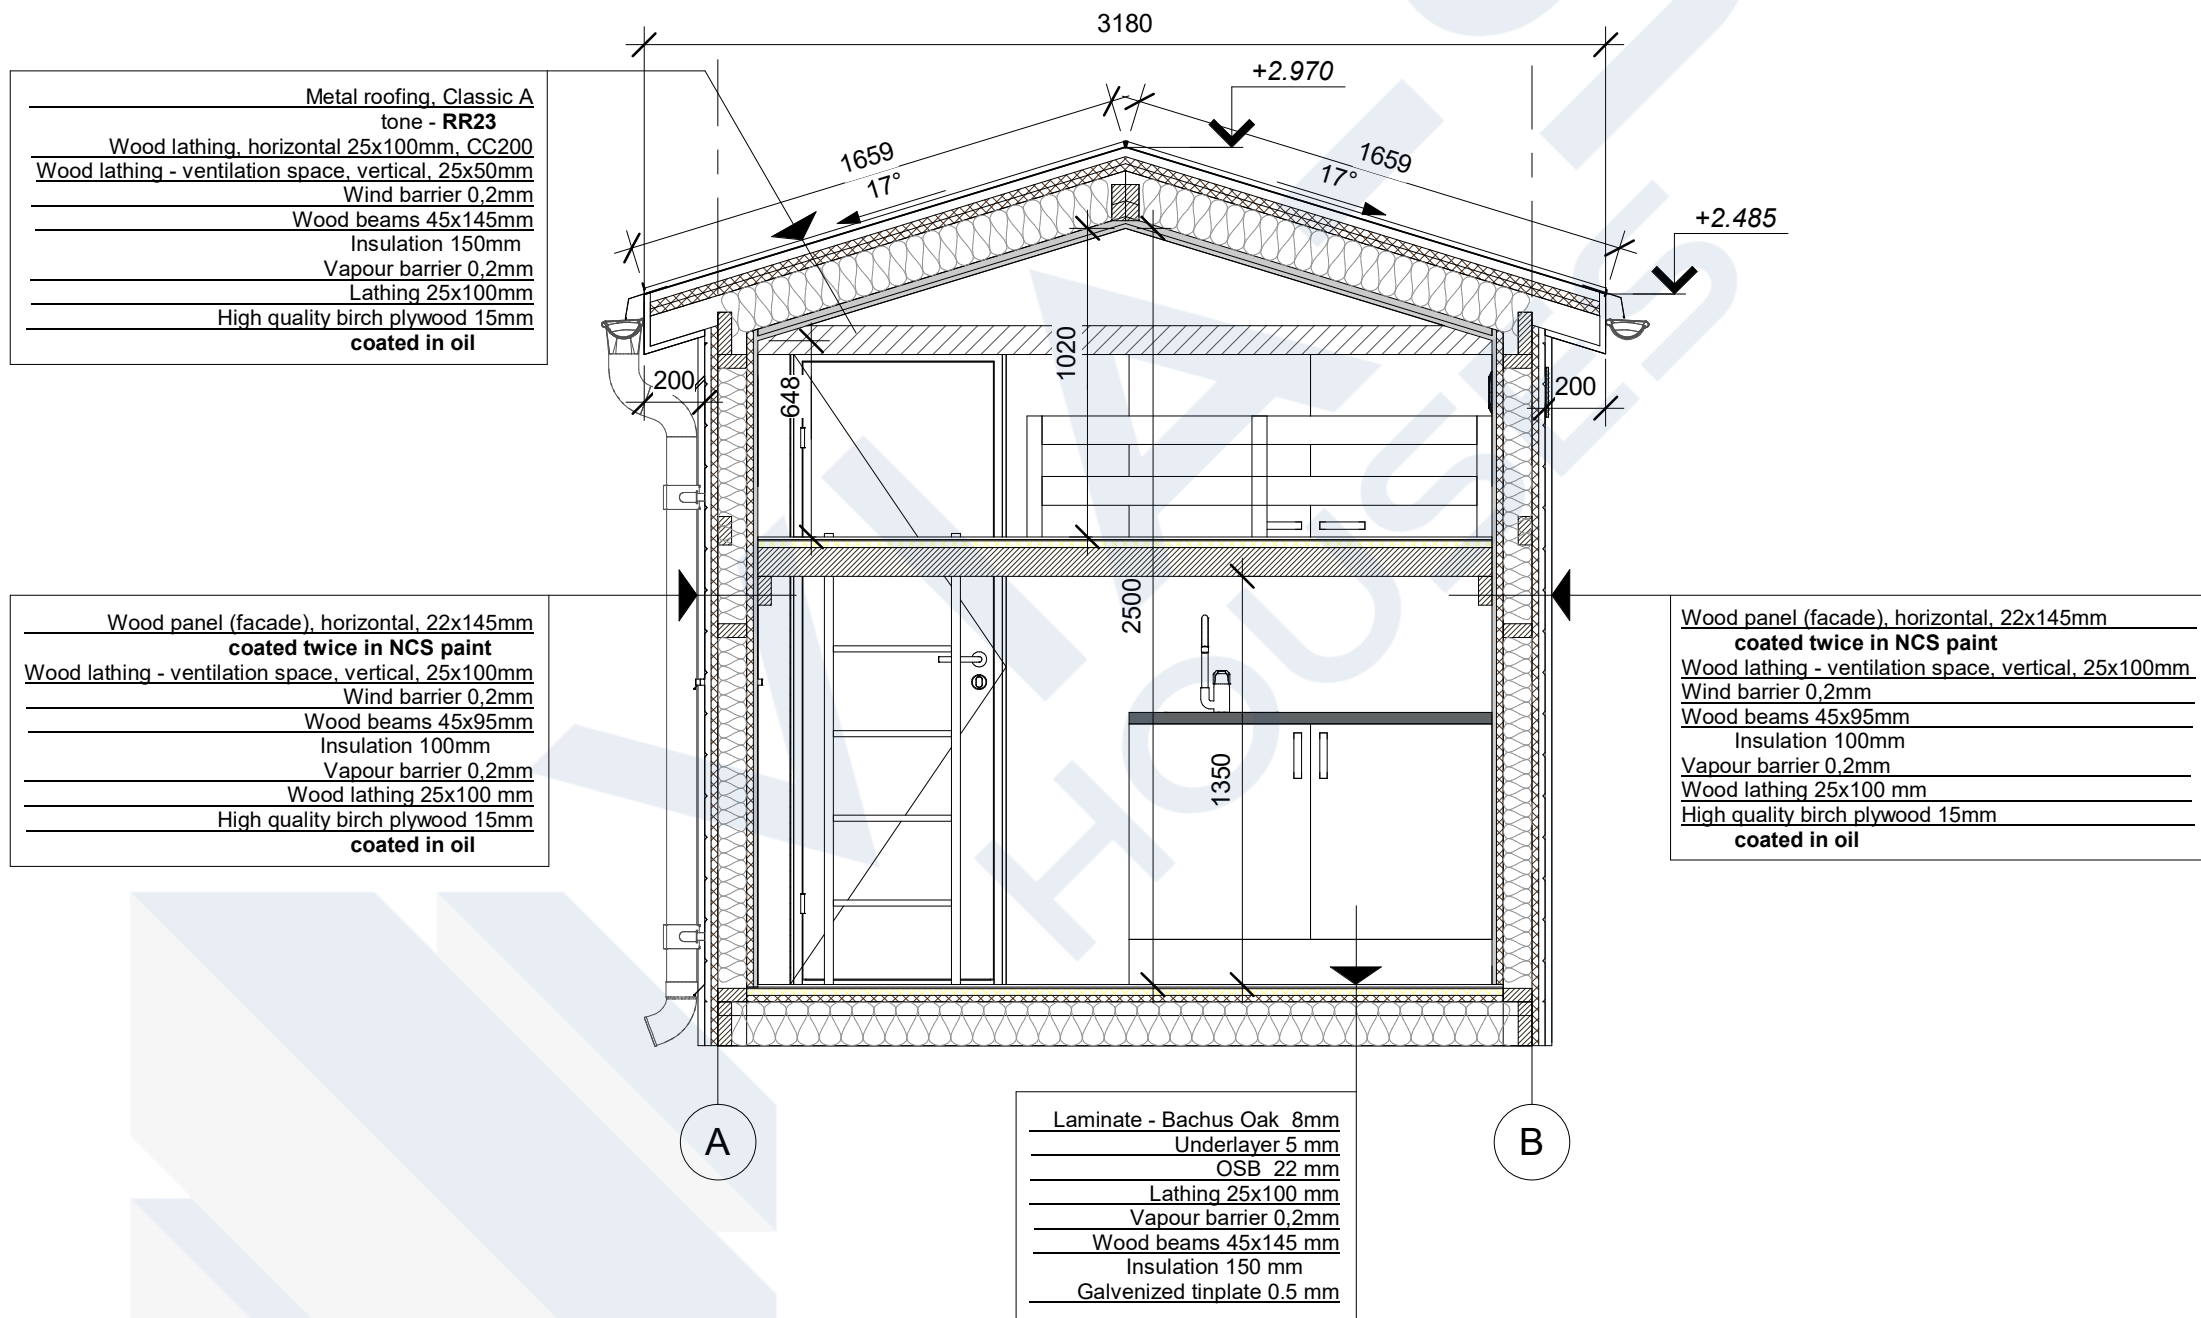 3180
+2.970
Metal roofing, Classic A
tone - RR23
Wood lathing, horizontal 25x100mm, CC200
Wood lathing - ventilation space, vertical, 25x50mm
Wind barrier 0,2mm
Wood beams 45x145mm
Insulation 150mm
Vapour barrier 0,2mm
Lathing 25x100mm
High quality birch plywood 15mm
coated in oil
1659
17°
1659
17°
+2.485
200
648
1020
200
2500
1350
Wood panel (facade), horizontal, 22x145mm
coated twice in NCS paint
Wood lathing - ventilation space, vertical, 25x100mm
Wind barrier 0,2mm
Wood beams 45x95mm
Insulation 100mm
Vapour barrier 0,2mm
Wood lathing 25x100 mm
High quality birch plywood 15mm
coated in oil
Wood panel (facade), horizontal, 22x145mm
coated twice in NCS paint
Wood lathing - ventilation space, vertical, 25x100mm
Wind barrier 0,2mm
Wood beams 45x95mm
Insulation 100mm
Vapour barrier 0,2mm
Wood lathing 25x100 mm
High quality birch plywood 15mm
coated in oil
A
B
Laminate - Bachus Oak 8mm
Underlayer 5 mm
OSB 22 mm
Lathing 25x100 mm
Vapour barrier 0,2mm
Wood beams 45x145 mm
Insulation 150 mm
Galvenized tinplate 0.5 mm
HOUSES